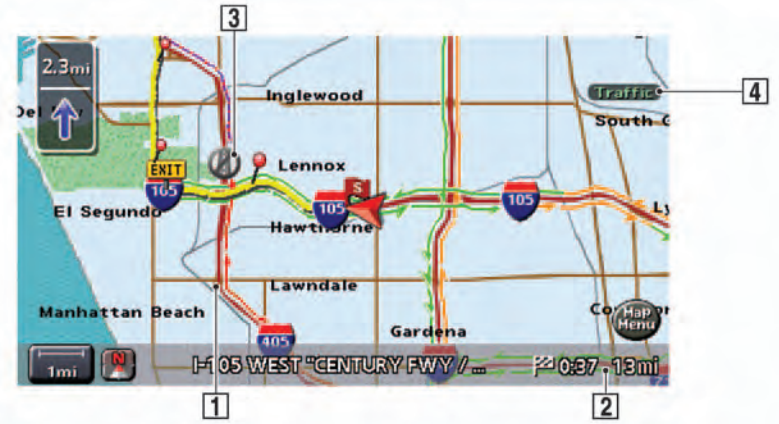 3
2.3mi
Inglewood
Traffic
4
South
Lennox
EXIT
105
S
105
105
El Segundo
Hawthorne
Lawndale
Manhattan Beach
Map
Menu
Gardena
405
N
1mi
I-105 WEST "CENTURY FWY / ...
0:37 13mi
1
2